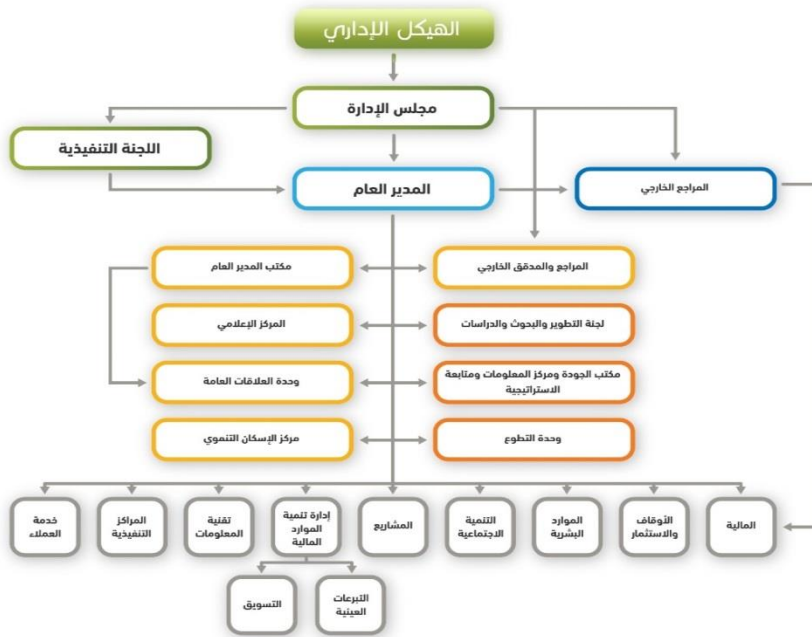 الهيكل الإداري
مجلس الإدارة
اللجنة التنفيذية
المدير العام
المراجع الخارجي
المراجع والمدقق الخارجي
مكتب المدير العام
لجنة التطوير والبحوث والدراسات
المركز الإعلامي
مكتب الجودة ومركز المعلومات ومتابعة
الاستراتيجية
وحدة العلاقات العامة
وحدة التطوع
مركز الإسكان التنموي
المالية
الأوقاف
والاستثمار
الموارد
البشرية
التنمية
الاجتماعية
المشاريع
إدارة تنمية
الموارد
المالية
تقنية
المعلومات
المراكز
التنفيذية
خدمة
العملاء
التبرعات
العينية
التسويق